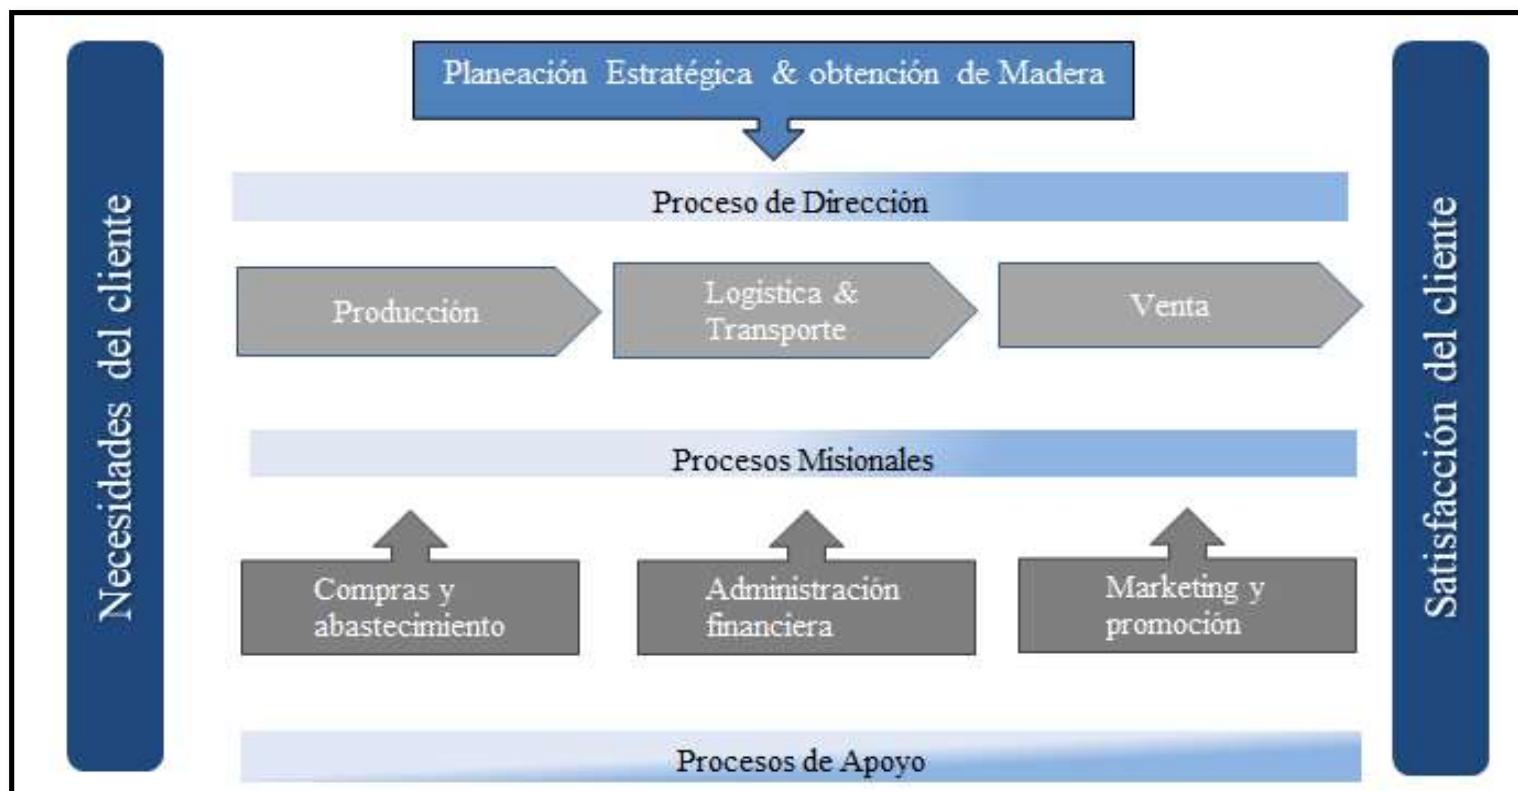 Necesidades del cliente
Planeación Estratégica & obtención de Madera
Proceso de Dirección
Producción
Logistica &
Transporte
Venta
Procesos Misionales
Compras y
abastecimiento
Administración
financiera
Marketing y
promoción
Procesos de Apoyo
Satisfacción del cliente